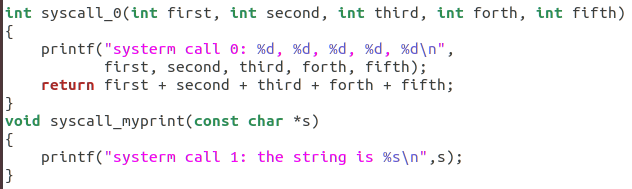 int syscall_0(int first, int second, int third, int forth, int fifth)
{
    printf("systerm call 0: %d, %d, %d, %d, %d\n",
           first, second, third, forth, fifth);
    return first + second + third + forth + fifth;
}
void syscall_myprint(const char *s)
{
    printf("systerm call 1: the string is %s\n",s);
}